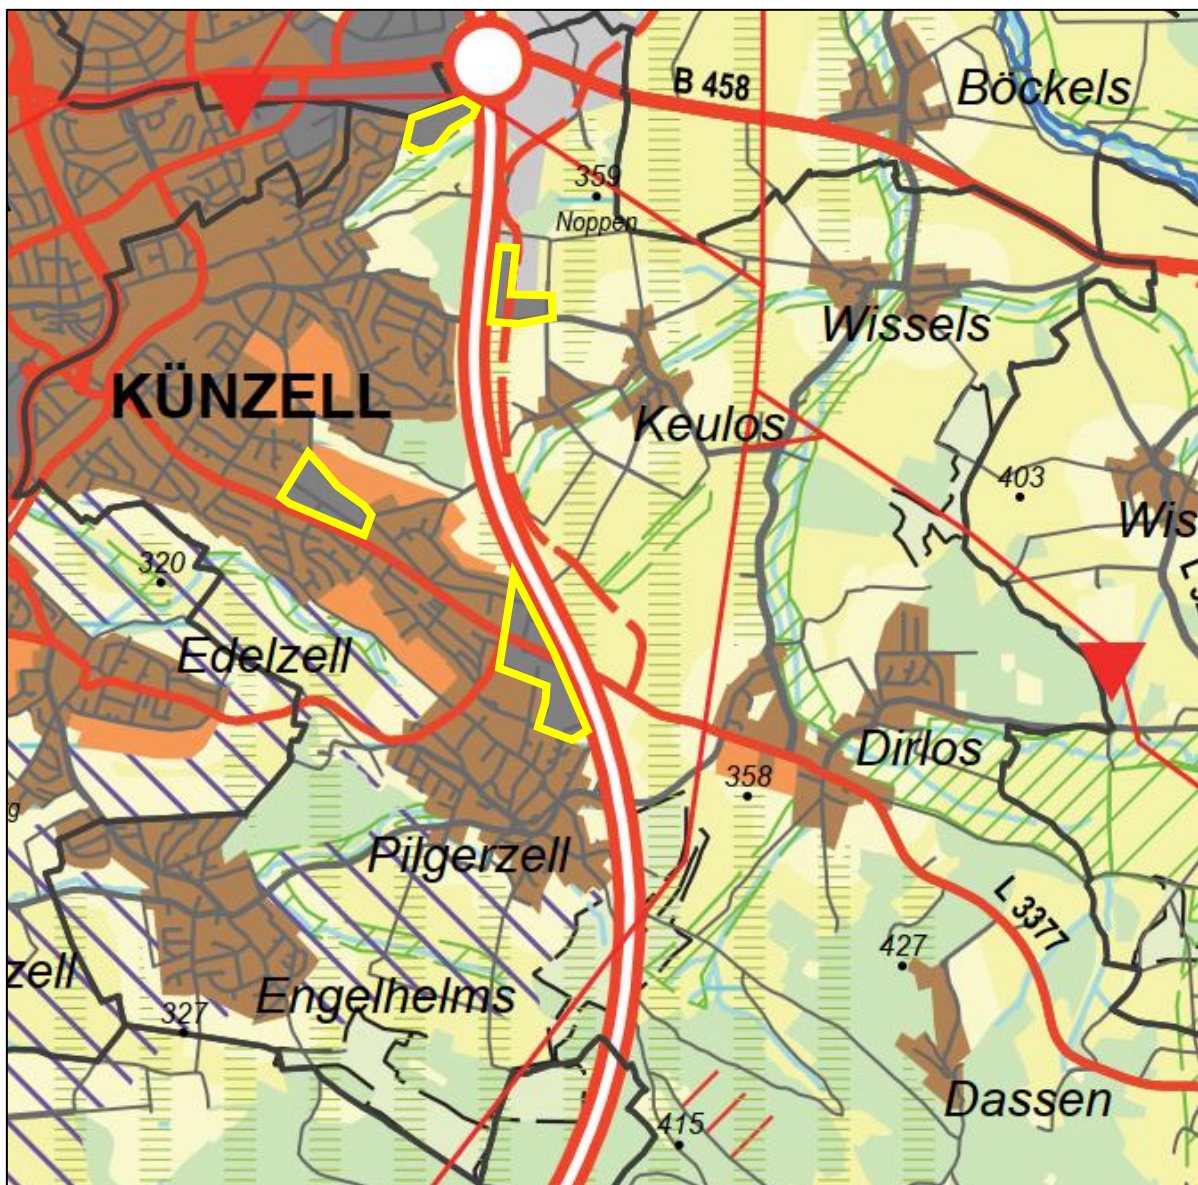 B 458
Böckels
359
Noppen
Wissels
KÜNZELL
Keulos
403
Wis
320
L 3
Edelzell
Dirlos
358
g
Pilgerzell
L 3377
427
zell
Engelhelms
327
Dassen
415